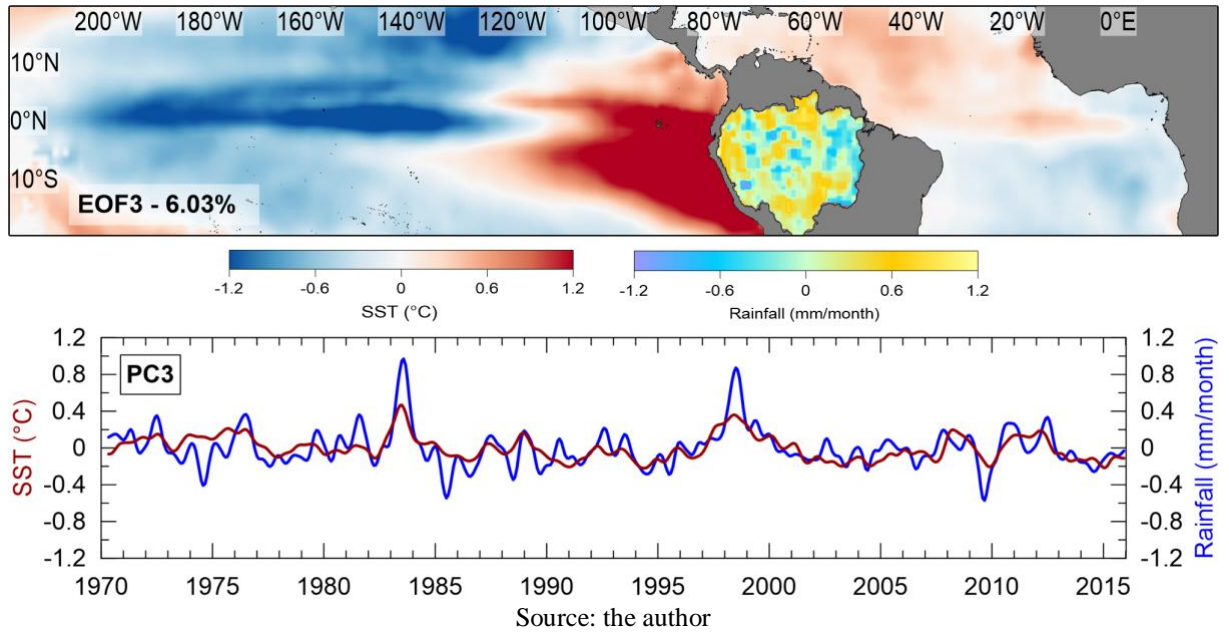 200°W 180°W 160°W 140°W 120°W 100°W 80°W 60°W 40°W 20°W 0°E
10°N
0°N
10°S
EOF3 - 6.03%
-1.2 -0.6 0 0.6 1.2
SST (°C)
-1.2 -0.6 0 0.6 1.2
Rainfall (mm/month)
PC3
SST (°C)
1.2
0.8
0.4
0
-0.4
-0.8
-1.2
1.2
0.8
0.4
0
-0.4
-0.8
-1.2
Rainfall (mm/month)
1970 1975 1980 1985 1990 1995 2000 2005 2010 2015
Source: the author